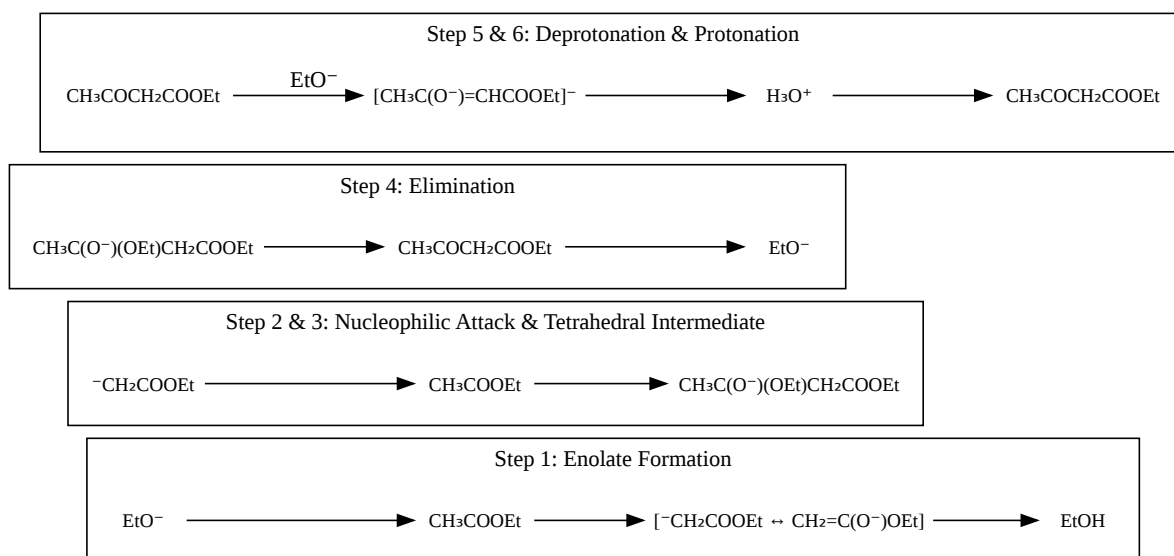 Step 5 & 6: Deprotonation & Protonation
EtO⁻
CH₃COCH₂COOEt [CH₃C(O⁻)=CHCOOEt]⁻ H₃O⁺ CH₃COCH₂COOEt
Step 4: Elimination
CH₃C(O⁻)(OEt)CH₂COOEt CH₃COCH₂COOEt EtO⁻
Step 2 & 3: Nucleophilic Attack & Tetrahedral Intermediate
⁻CH₂COOEt CH₃COOEt CH₃C(O⁻)(OEt)CH₂COOEt
Step 1: Enolate Formation
EtO⁻ CH₃COOEt [⁻CH₂COOEt ↔ CH₂=C(O⁻)OEt] EtOH